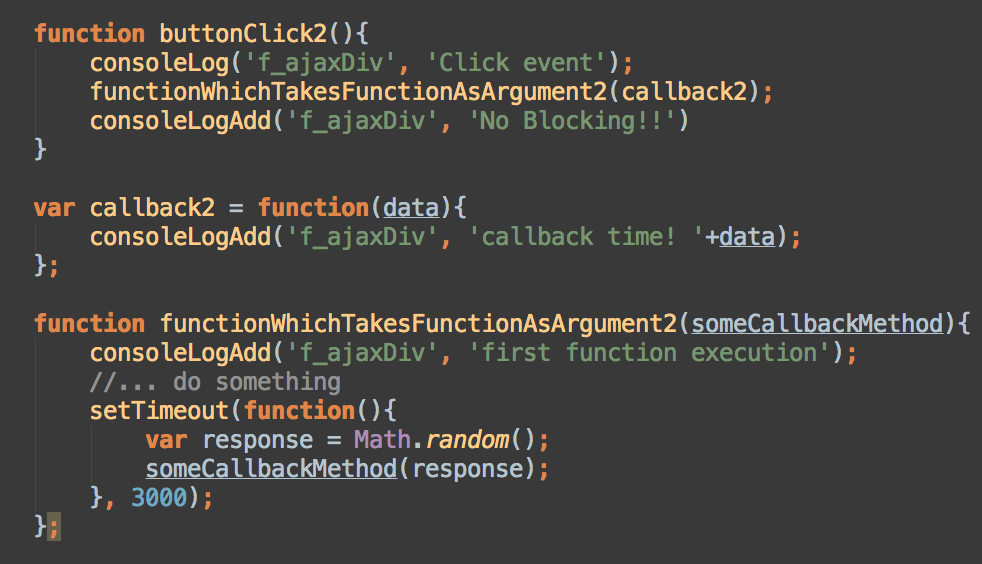 function buttonClick2(){
    consoleLog('f_ajaxDiv', 'Click event');
    functionWhichTakesFunctionAsArgument2(callback2);
    consoleLogAdd('f_ajaxDiv', 'No Blocking!!')
}

var callback2 = function(data){
    consoleLogAdd('f_ajaxDiv', 'callback time! '+data);
};

function functionWhichTakesFunctionAsArgument2(someCallbackMethod){
    consoleLogAdd('f_ajaxDiv', 'first function execution');
    //... do something
    setTimeout(function(){
        var response = Math.random();
        someCallbackMethod(response);
    }, 3000);
};